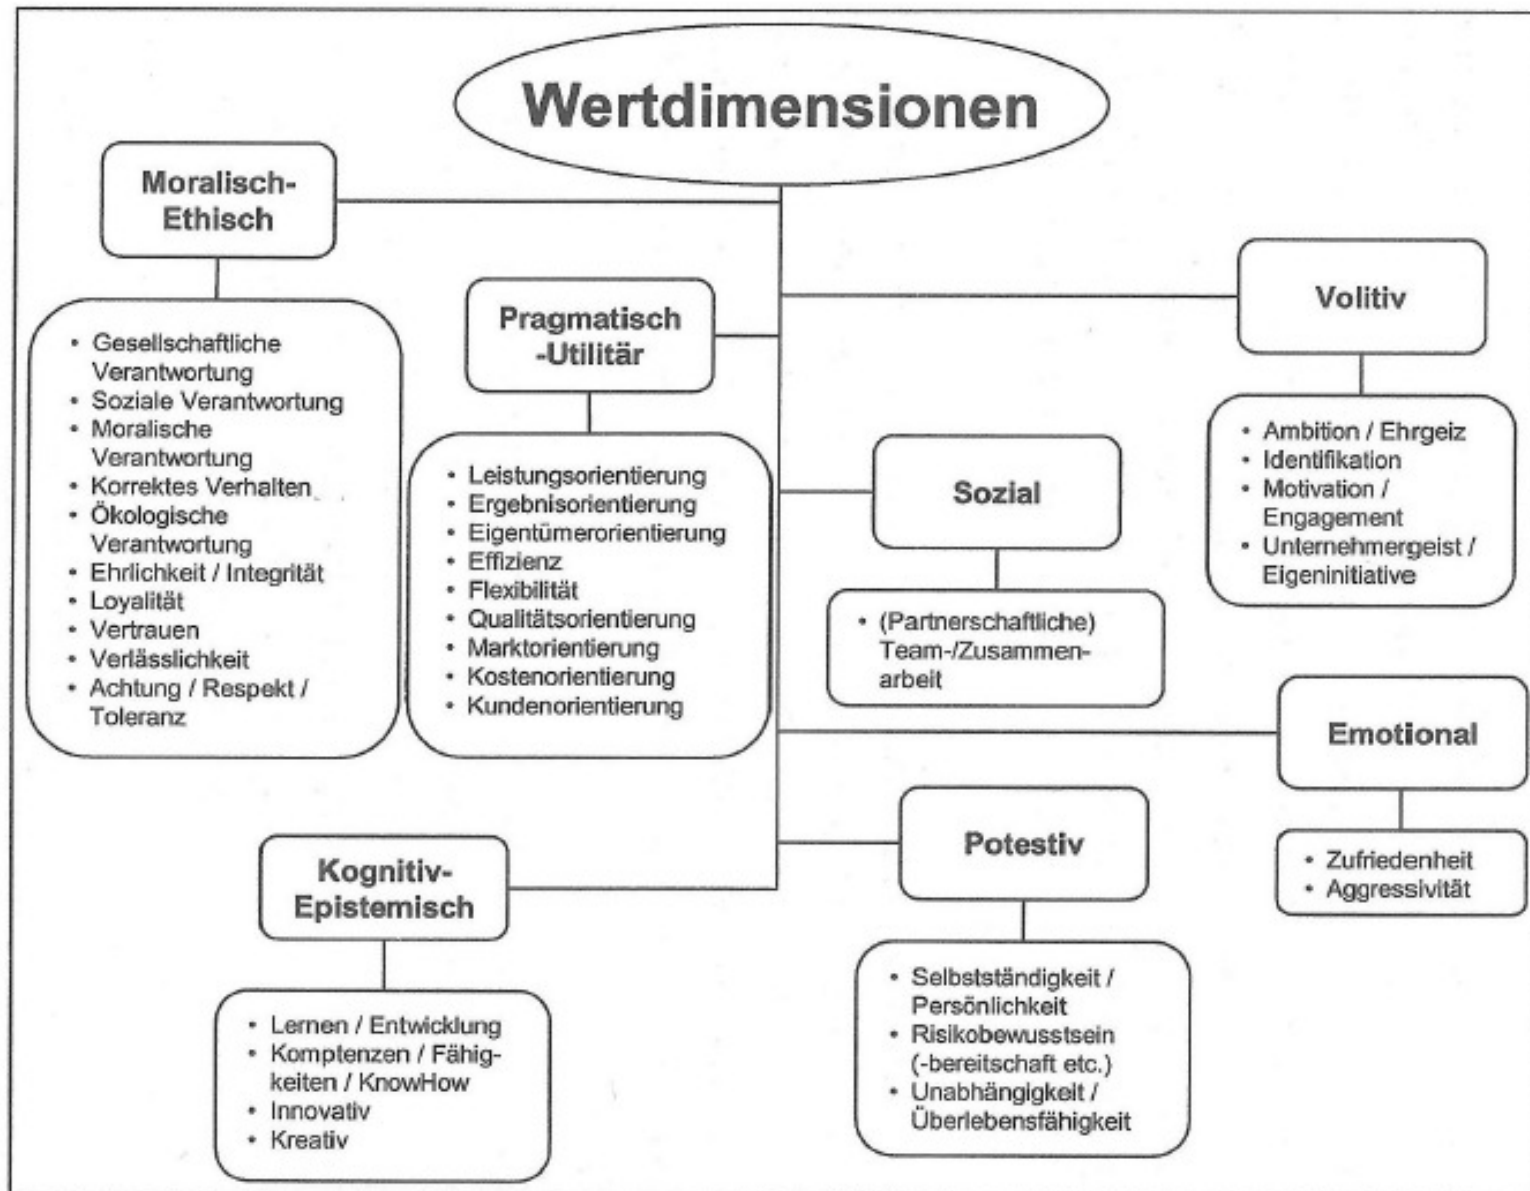 Wertdimensionen
Moralisch-
Ethisch
• Gesellschaftliche
Verantwortung
• Soziale Verantwortung
• Moralische
Verantwortung
• Korrektes Verhalten
• Ökologische
Verantwortung
• Ehrlichkeit / Integrität
• Loyalität
• Vertrauen
• Verlässlichkeit
• Achtung / Respekt /
Toleranz
Pragmatisch
-Utilitär
• Leistungsorientierung
• Ergebnisorientierung
• Eigentümerorientierung
• Effizienz
• Flexibilität
• Qualitätsorientierung
• Marktorientierung
• Kostenorientierung
• Kundenorientierung
Volitiv
• Ambition / Ehrgeiz
• Identifikation
• Motivation /
Engagement
• Unternehmergeist /
Eigeninitiative
Sozial
• (Partnerschaftliche)
Team-/Zusammen-
arbeit
Emotional
• Zufriedenheit
• Aggressivität
Potestiv
• Selbstständigkeit /
Persönlichkeit
• Risikobewusstsein
(-bereitschaft etc.)
• Unabhängigkeit /
Überlebensfähigkeit
Kognitiv-
Epistemisch
• Lernen / Entwicklung
• Komptenzen / Fähig-
keiten / KnowHow
• Innovativ
• Kreativ